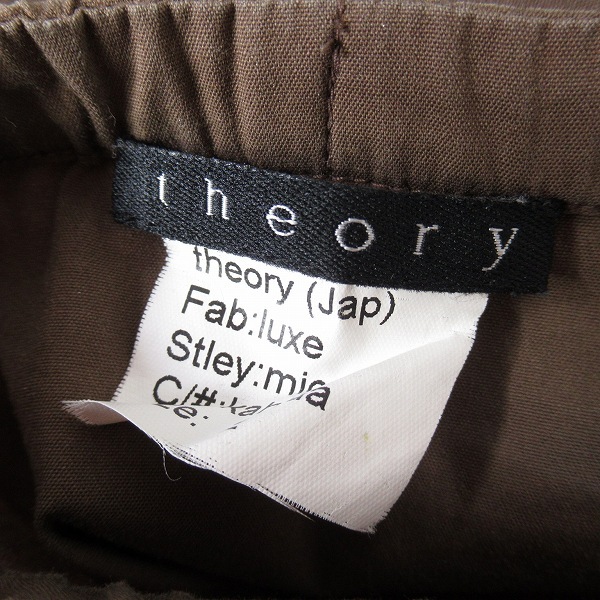 theory
theory (Jap)
Fab:luxe
Stley:mia
C/#: